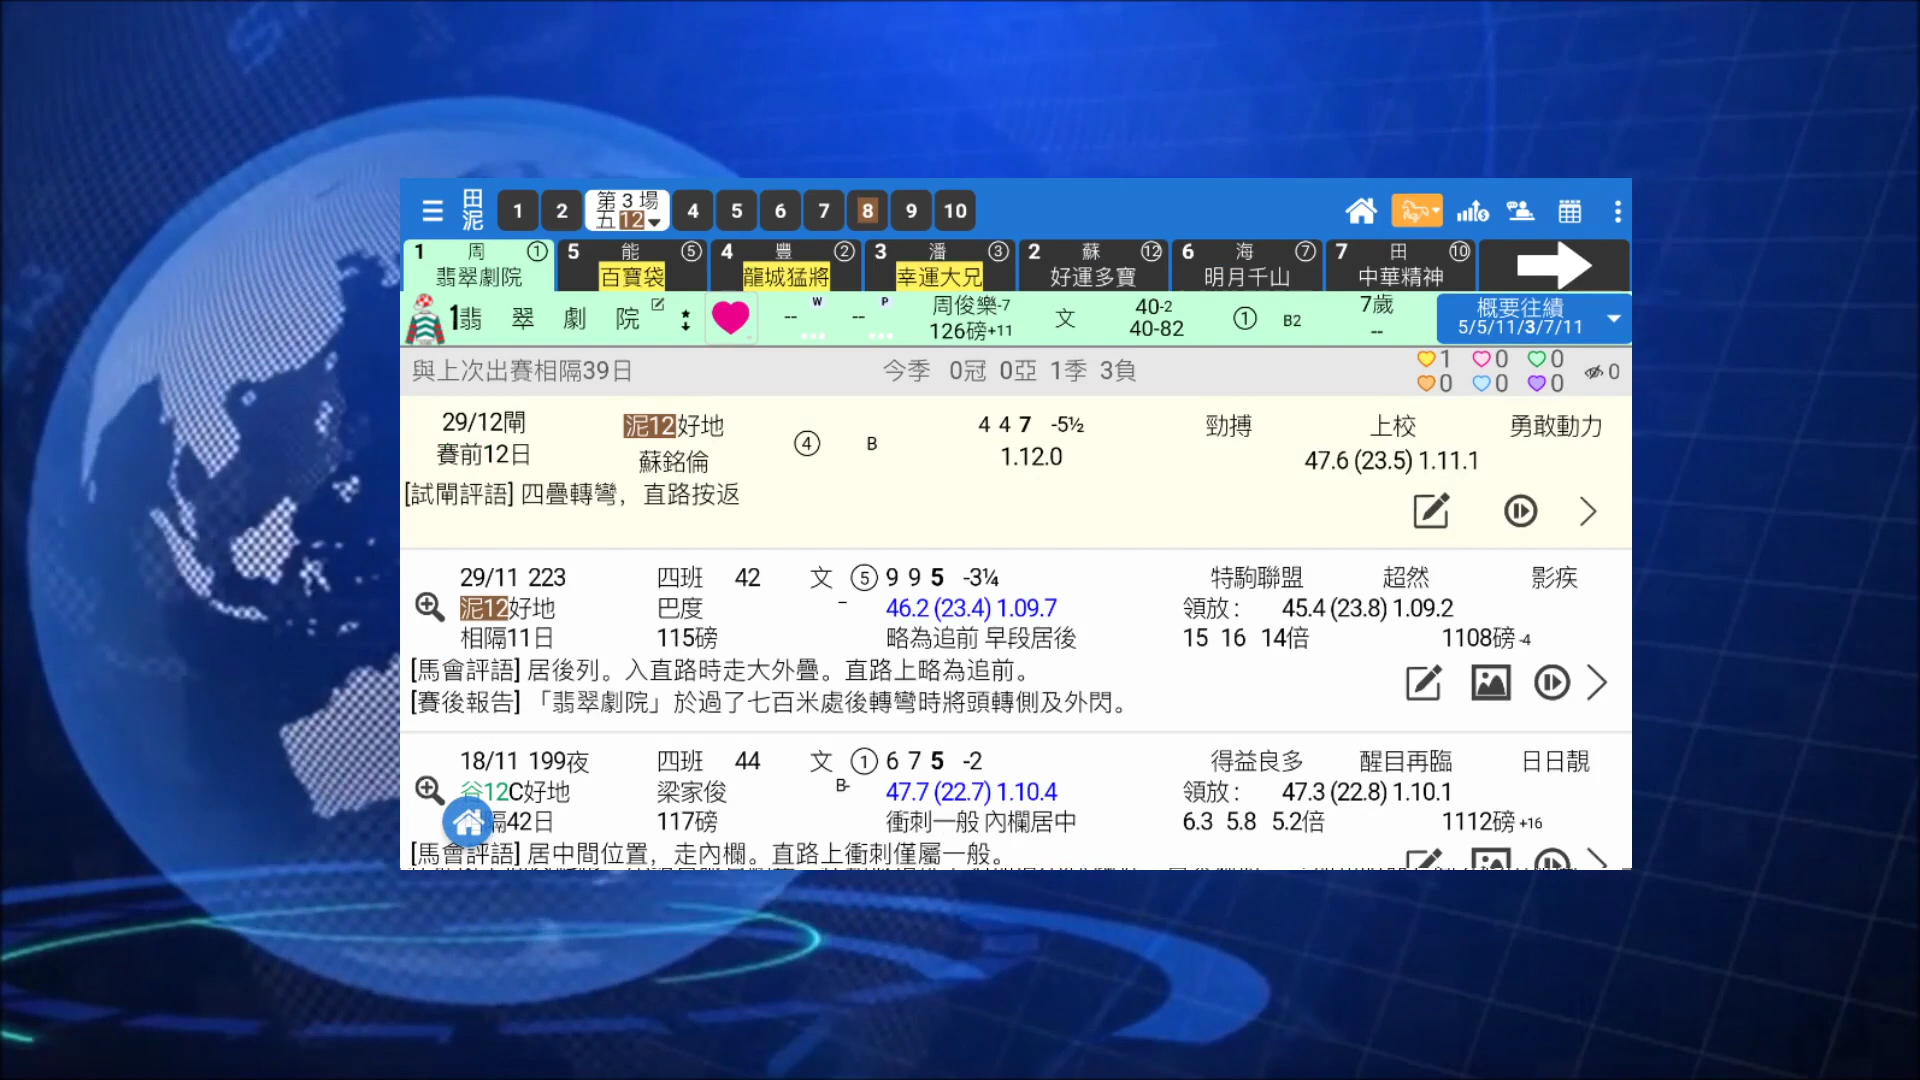 田泥 1 2 第 3 場 五12 4 5 6 7 8 9 10
1 周 ① 5 能 ⑤ 4 豐 ② 3 潘 ③ 2 蘇 ⑫ 6 海 ⑦ 7 田 ⑩
翡翠劇院 百寶袋 龍城猛將 幸運大兄 好運多寶 明月千山 中華精神
1翡翠劇院 -- W -- P 周俊樂-7 文 40-2 ① B2 7歲 概要往績
126磅+11 40-82 -- 5/5/11/3/7/11
與上次出賽相隔39日 今季 0冠 0亞 1季 3負 1 0 0 0
0 0 0
29/12閘 泥12好地 ④ B 4 4 7 -5½ 勁搏 上校 勇敢動力
賽前12日 蘇銘倫 1.12.0 47.6 (23.5) 1.11.1
[試閘評語] 四疊轉彎，直路按返
29/11 223 四班 42 文 ⑤ 9 9 5 -3¼ 特駒聯盟 超然 影疾
泥12好地 巴度 - 46.2 (23.4) 1.09.7 領放： 45.4 (23.8) 1.09.2
相隔11日 115磅 略為追前 早段居後 15 16 14倍 1108磅 -4
[馬會評語] 居後列。入直路時走大外疊。直路上略為追前。
[賽後報告] 「翡翠劇院」於過了七百米處後轉彎時將頭轉側及外閃。
18/11 199夜 四班 44 文 ① 6 7 5 -2 得益良多 醒目再臨 日日靚
谷12C好地 梁家俊 B- 47.7 (22.7) 1.10.4 領放： 47.3 (22.8) 1.10.1
隔42日 117磅 衝刺一般 內欄居中 6.3 5.8 5.2倍 1112磅 +16
[馬會評語] 居中間位置，走內欄。直路上衝刺僅屬一般。